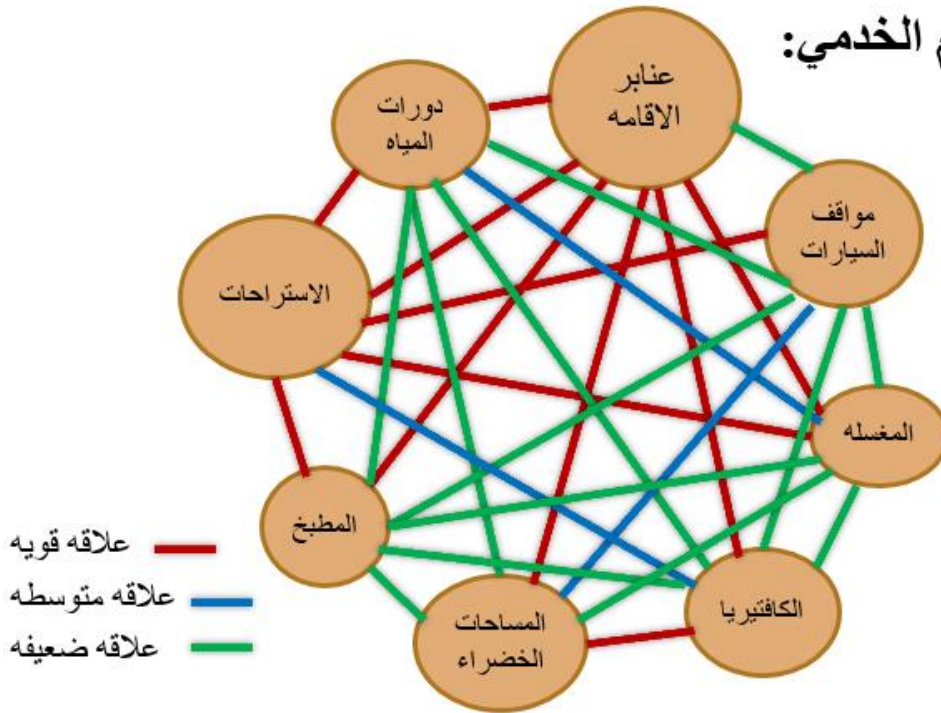 م الخدمي:
عنابر
الاقامه
دورات
المياه
مواقف
السيارات
الاستراحات
المغسله
المطبخ
الكافتيريا
المساحات
الخضراء
علاقه قويه
علاقه متوسطه
علاقه ضعيفه